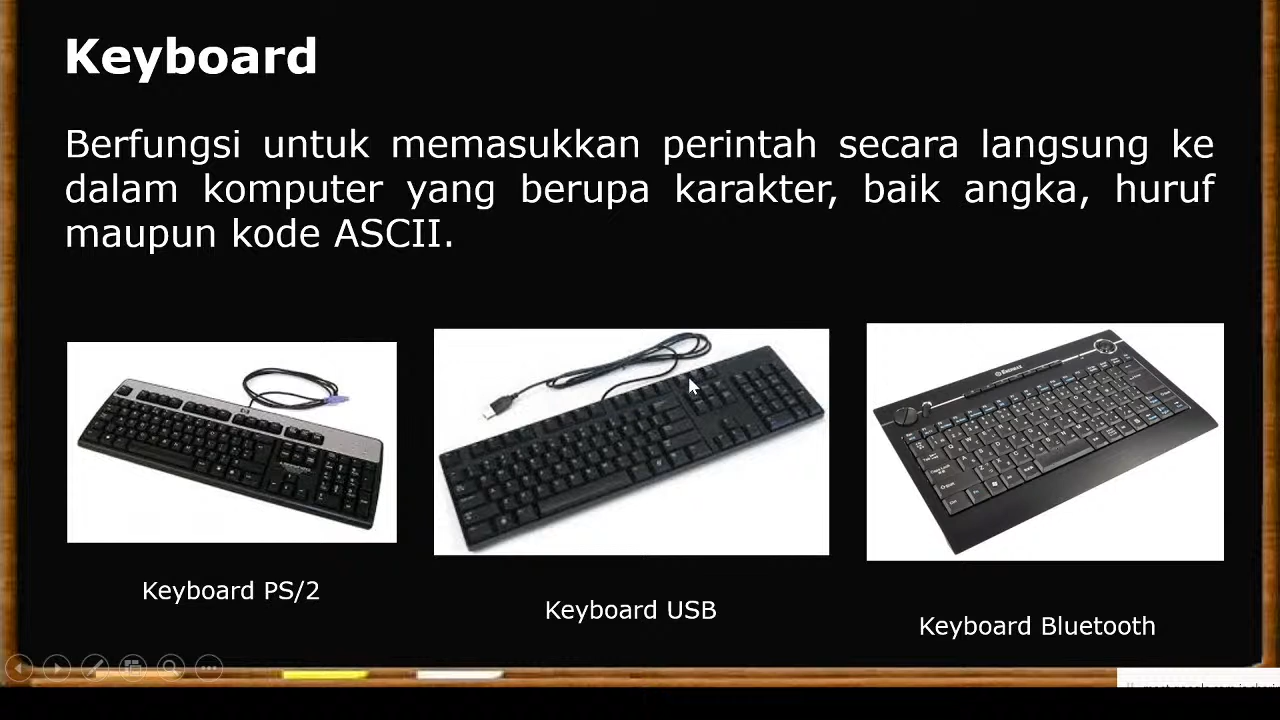 Keyboard
Berfungsi untuk memasukkan perintah secara langsung ke
dalam komputer yang berupa karakter, baik angka, huruf
maupun kode ASCII.
Keyboard PS/2
Keyboard USB
Keyboard Bluetooth